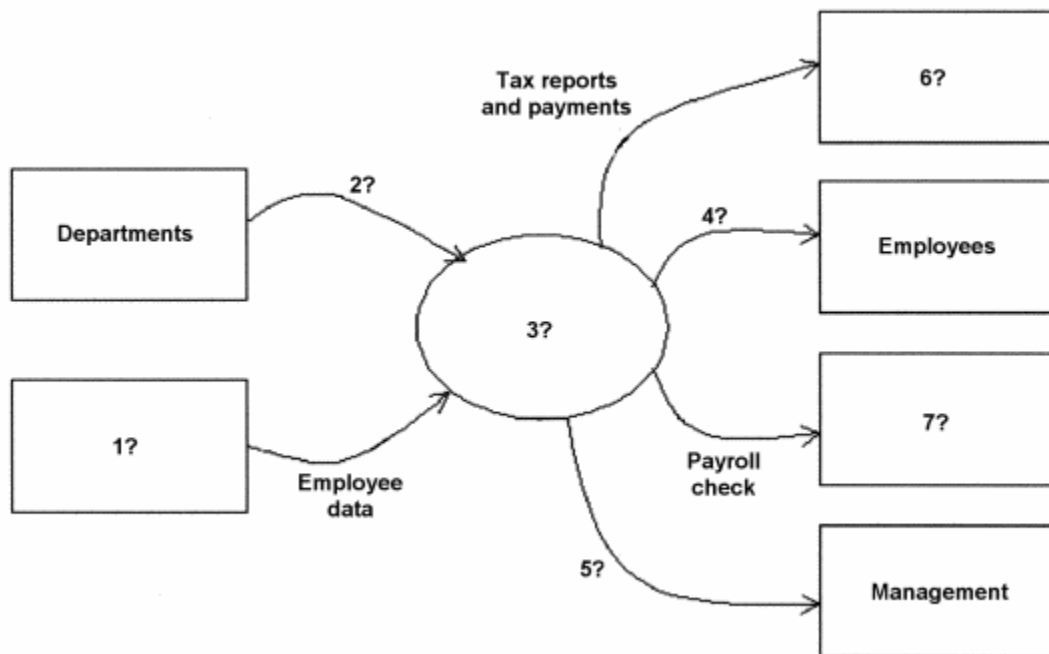 Tax reports
and payments
6?
Departments
2?
4?
Employees
3?
1?
Employee
data
Payroll
check
7?
5?
Management